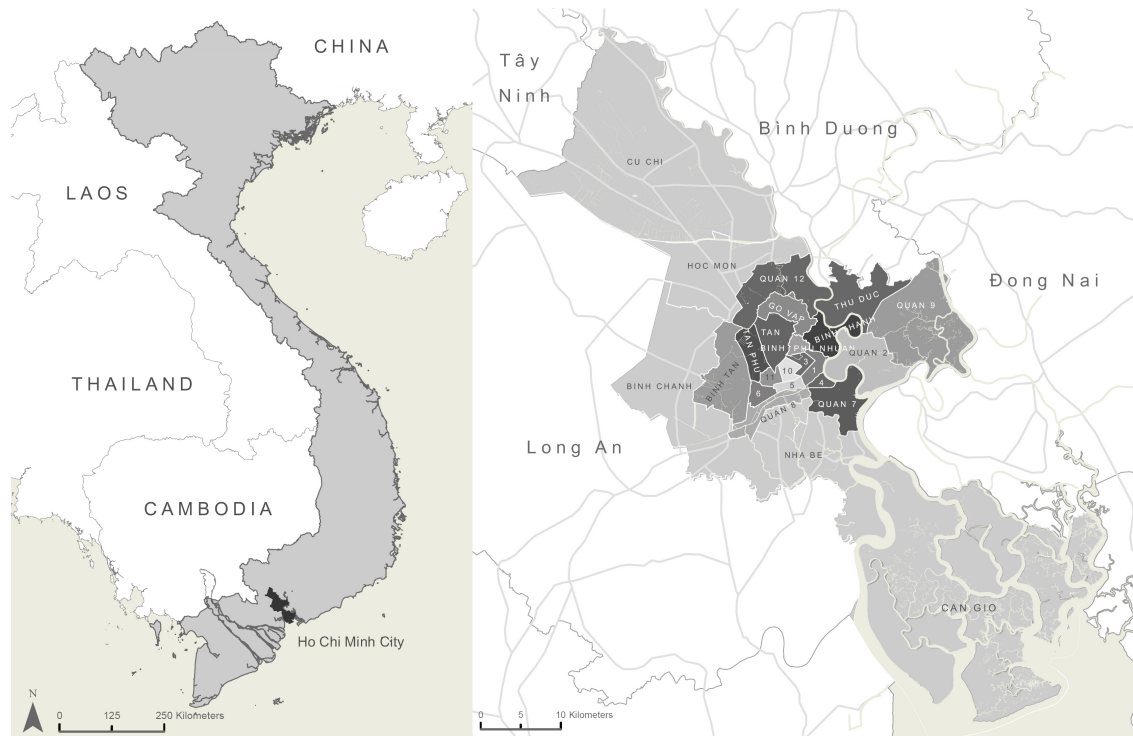 CHINA
LAOS
THAILAND
CAMBODIA
Ho Chi Minh City
N
0 125 250 Kilometers
Tây
Ninh
Bình Duong
CU CHI
HOC MON
QUAN 12
THU DUC
Đong Nai
QUAN 9
GO VAP
BINH THANH
TAN
BINH
PHU NHUAN
TAN PHU
QUAN 2
3
1
10
11
BINH TAN
BINH CHANH
5
4
6
QUAN 7
QUAN 8
Long An
NHA BE
CAN GIO
0 5 10 Kilometers